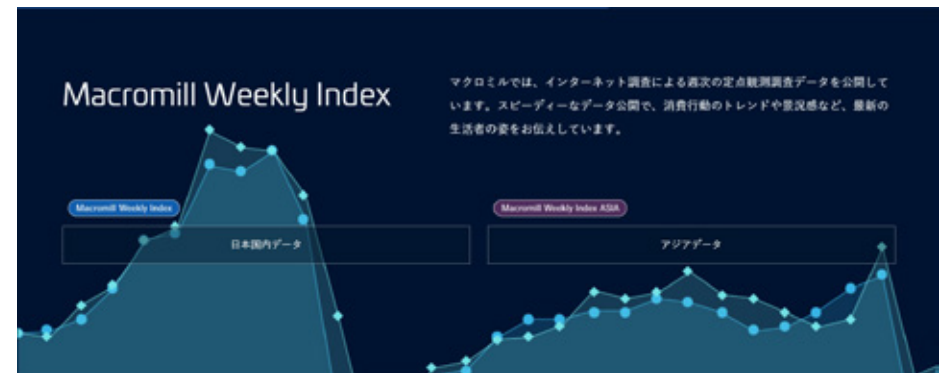 Macromill Weekly Index
マクロミルでは、インターネット調査による週次の定点観測調査データを公開して
います。スピーディーなデータ公開で、消費行動のトレンドや景況感など、最新の
生活者の姿をお伝えしています。
Macromill Weekly Index
日本国内データ
Macromill Weekly Index ASIA
アジアデータ